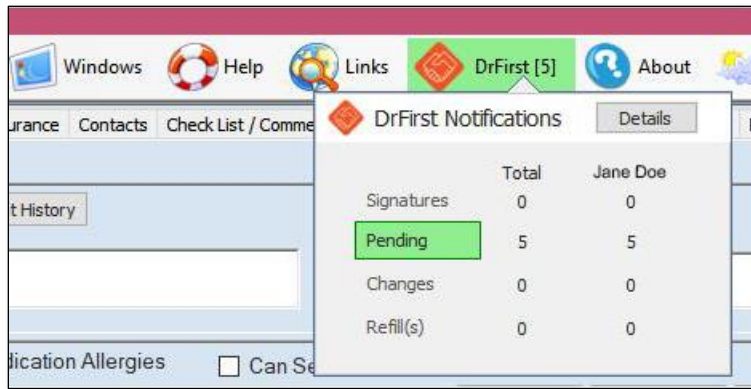 Windows Help Links DrFirst [5] About
Contacts Check List / Comme
DrFirst Notifications Details
Total Jane Doe
t History
Signatures 0 0
Pending 5 5
Changes 0 0
Refill(s) 0 0
dication Allergies Can Se